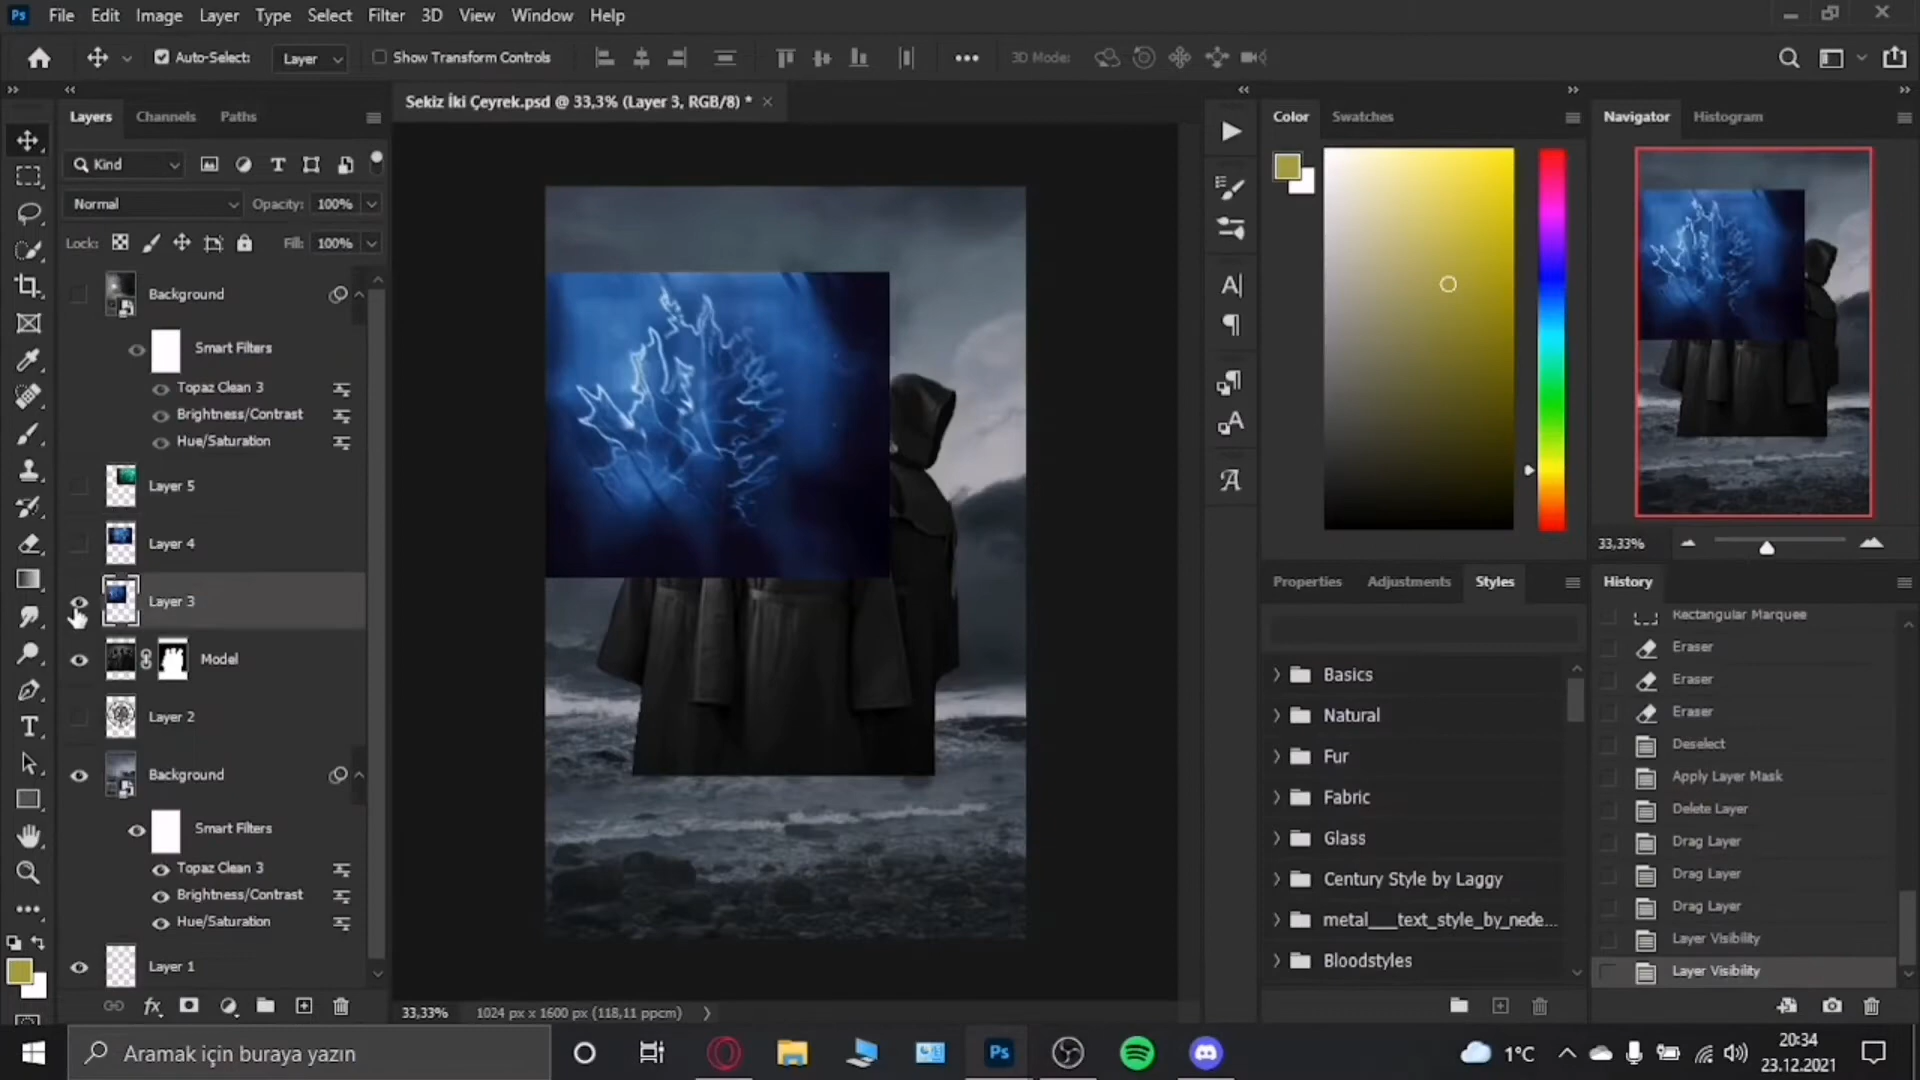 Ps File Edit Image Layer Type Select Filter 3D View Window Help
Auto-Select: Layer Show Transform Controls 3D Mode:
Layers Channels Paths
Sekiz İki Çeyrek.psd @ 33,3% (Layer 3, RGB/8) *
Color Swatches
Navigator Histogram
Kind
Normal Opacity: 100%
Lock: Fill: 100%
Background
Smart Filters
Topaz Clean 3
Brightness/Contrast
Hue/Saturation
Layer 5
Layer 4
Layer 3
Model
Layer 2
Background
Smart Filters
Topaz Clean 3
Brightness/Contrast
Hue/Saturation
Layer 1
33,33% 1024 px x 1600 px (118,11 ppcm)
33,33%
Properties Adjustments Styles
Basics
Natural
Fur
Fabric
Glass
Century Style by Laggy
metal___text_style_by_nede...
Bloodstyles
History
Rectangular Marquee
Eraser
Eraser
Eraser
Deselect
Apply Layer Mask
Delete Layer
Drag Layer
Drag Layer
Drag Layer
Layer Visibility
Layer Visibility
Aramak için buraya yazın
Ps
1°C
20:34
23.12.2021